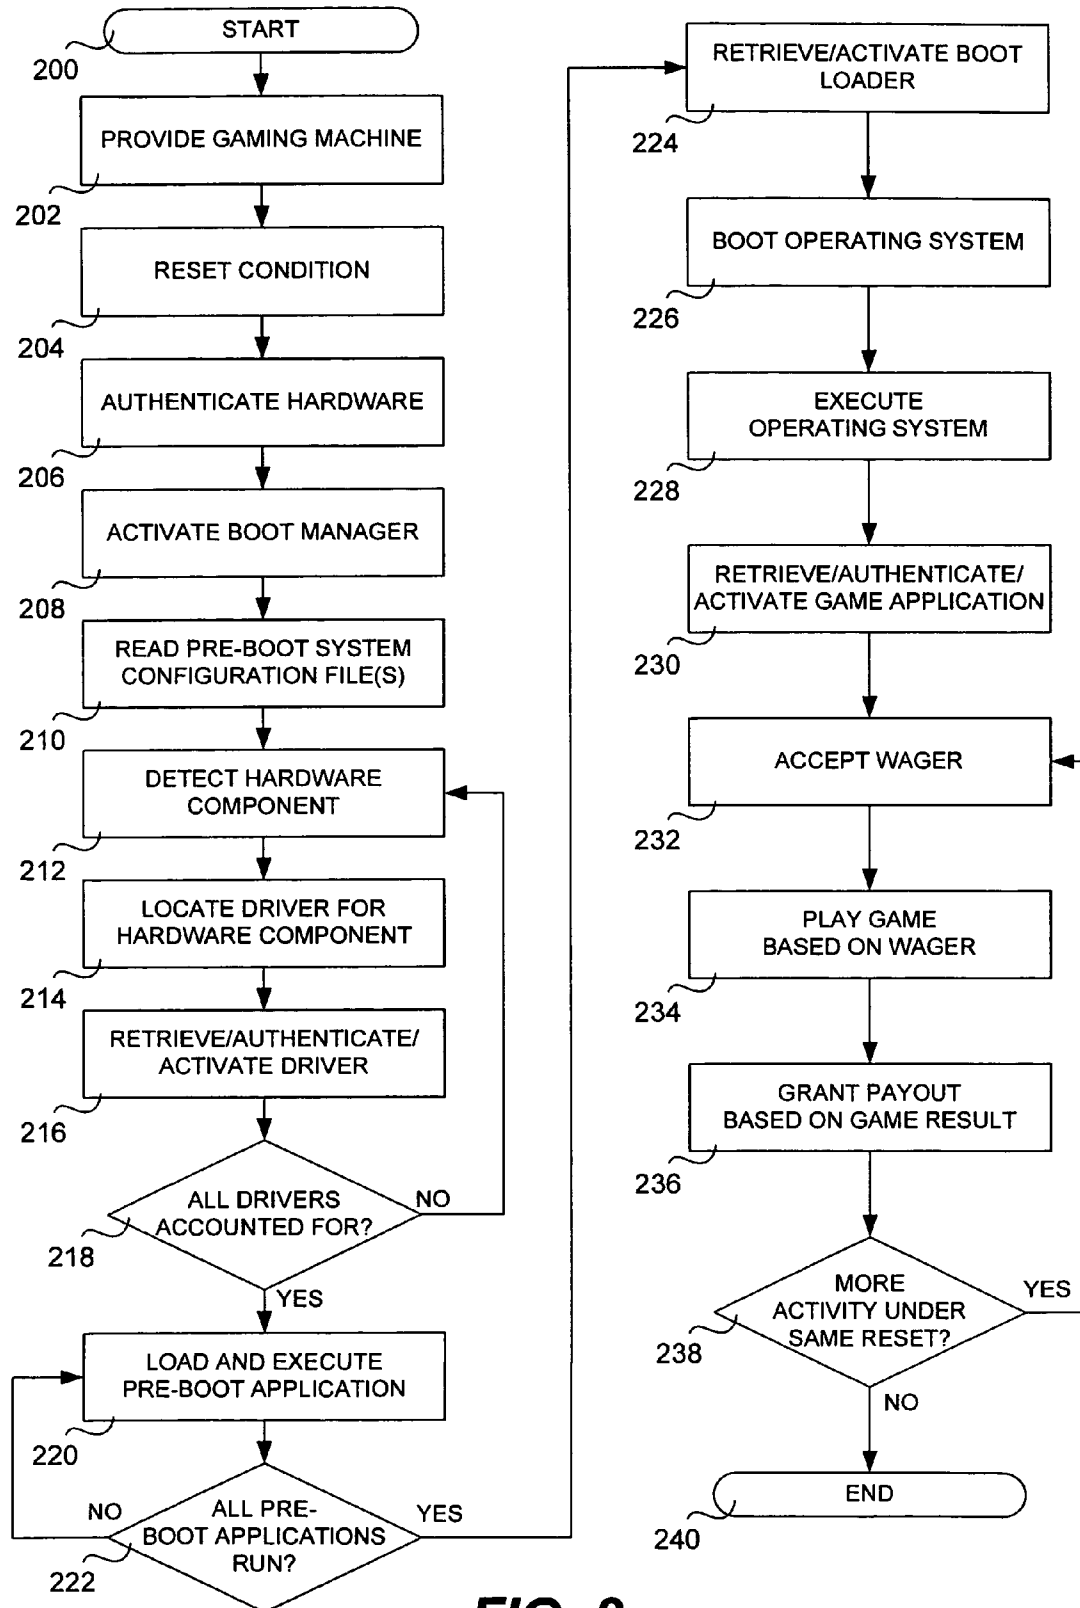 START
200
PROVIDE GAMING MACHINE
202
RESET CONDITION
204
AUTHENTICATE HARDWARE
206
ACTIVATE BOOT MANAGER
208
READ PRE-BOOT SYSTEM
CONFIGURATION FILE(S)
210
DETECT HARDWARE
COMPONENT
212
LOCATE DRIVER FOR
HARDWARE COMPONENT
214
RETRIEVE/AUTHENTICATE/
ACTIVATE DRIVER
216
ALL DRIVERS
ACCOUNTED FOR?
NO
218
YES
LOAD AND EXECUTE
PRE-BOOT APPLICATION
220
NO
ALL PRE-
BOOT APPLICATIONS
RUN?
YES
222
RETRIEVE/ACTIVATE BOOT
LOADER
224
BOOT OPERATING SYSTEM
226
EXECUTE
OPERATING SYSTEM
228
RETRIEVE/AUTHENTICATE/
ACTIVATE GAME APPLICATION
230
ACCEPT WAGER
232
PLAY GAME
BASED ON WAGER
234
GRANT PAYOUT
BASED ON GAME RESULT
236
MORE
ACTIVITY UNDER
SAME RESET?
YES
238
NO
END
240
FIG.